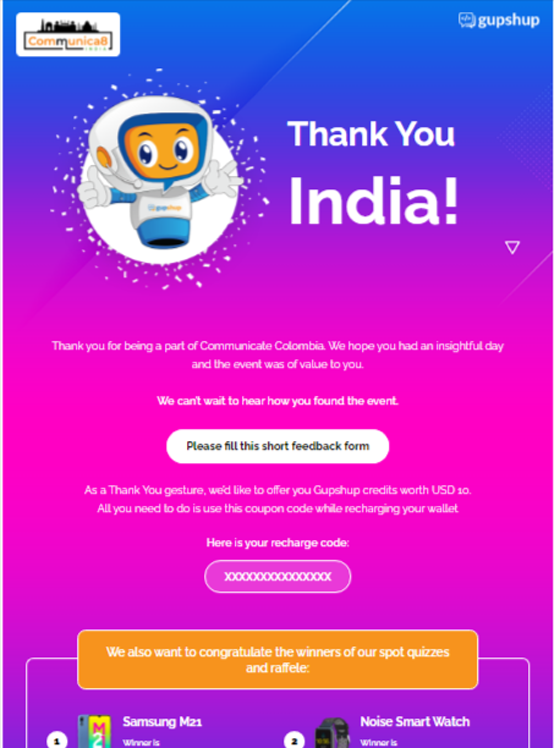 Communica8
INDIA
gupshup
gupshup
Thank You
India!
Thank you for being a part of Communicate Colombia. We hope you had an insightful day
and the event was of value to you.
We can't wait to hear how you found the event.
Please fill this short feedback form
As a Thank You gesture, we'd like to offer you Gupshup credits worth USD 10.
All you need to do is use this coupon code while recharging your wallet
Here is your recharge code:
XXXXXXXXXXXXXXXX
We also want to congratulate the winners of our spot quizzes
and raffele:
1
Samsung M21
Winner is
2
Noise Smart Watch
Winner is